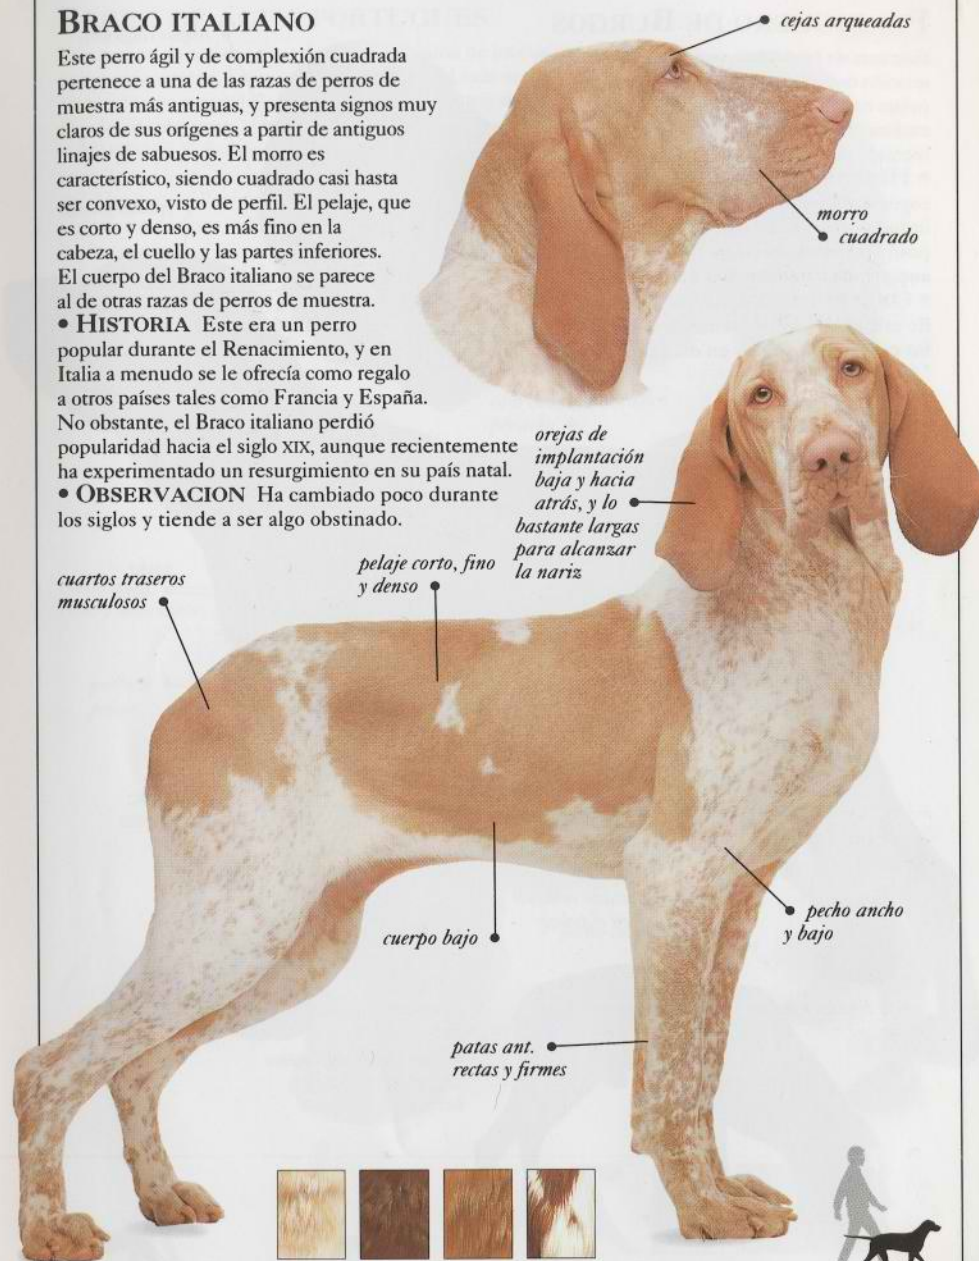 BRACO ITALIANO
Este perro ágil y de complexión cuadrada
pertenece a una de las razas de perros de
muestra más antiguas, y presenta signos muy
claros de sus orígenes a partir de antiguos
linajes de sabuesos. El morro es
característico, siendo cuadrado casi hasta
ser convexo, visto de perfil. El pelaje, que
es corto y denso, es más fino en la
cabeza, el cuello y las partes inferiores.
El cuerpo del Braco italiano se parece
al de otras razas de perros de muestra.
• HISTORIA Este era un perro
popular durante el Renacimiento, y en
Italia a menudo se le ofrecía como regalo
a otros países tales como Francia y España.
No obstante, el Braco italiano perdió
popularidad hacia el siglo XIX, aunque recientemente
ha experimentado un resurgimiento en su país natal.
• OBSERVACION Ha cambiado poco durante
los siglos y tiende a ser algo obstinado.
cejas arqueadas
morro
cuadrado
orejas de
implantación
baja y hacia
atrás, y lo
bastante largas
para alcanzar
la nariz
pelaje corto, fino
y denso
cuartos traseros
musculosos
cuerpo bajo
pecho ancho
y bajo
patas ant.
rectas y firmes